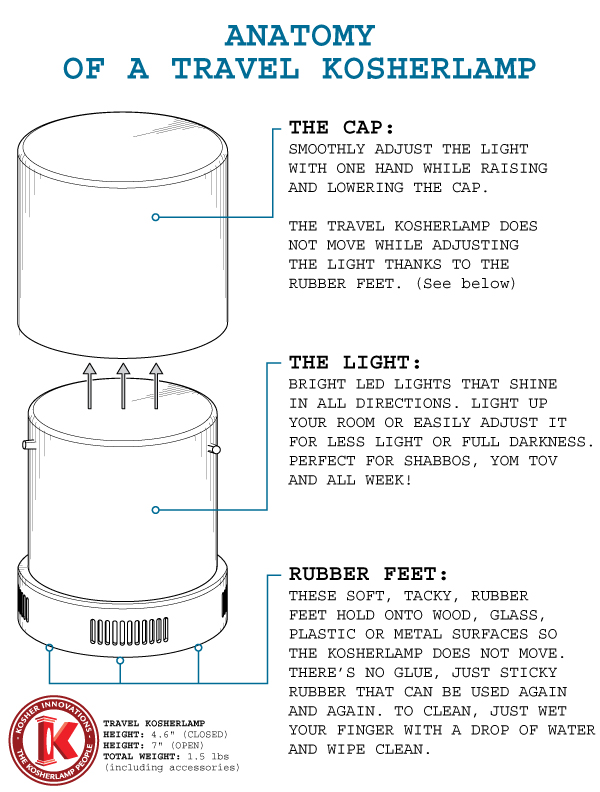 ANATOMY
OF A TRAVEL KOSHERLAMP
THE CAP:
SMOOTHLY ADJUST THE LIGHT
WITH ONE HAND WHILE RAISING
AND LOWERING THE CAP.
THE TRAVEL KOSHERLAMP DOES
NOT MOVE WHILE ADJUSTING
THE LIGHT THANKS TO THE
RUBBER FEET. (See below)
THE LIGHT:
BRIGHT LED LIGHTS THAT SHINE
IN ALL DIRECTIONS. LIGHT UP
YOUR ROOM OR EASILY ADJUST IT
FOR LESS LIGHT OR FULL DARKNESS.
PERFECT FOR SHABBOS, YOM TOV
AND ALL WEEK!
RUBBER FEET:
THESE SOFT, TACKY, RUBBER
FEET HOLD ONTO WOOD, GLASS,
PLASTIC OR METAL SURFACES SO
THE KOSHERLAMP DOES NOT MOVE.
THERE'S NO GLUE, JUST STICKY
RUBBER THAT CAN BE USED AGAIN
AND AGAIN. TO CLEAN, JUST WET
YOUR FINGER WITH A DROP OF WATER
AND WIPE CLEAN.
KOSHER INNOVATIONS
K
THE KOSHERLAMP PEOPLE
TRAVEL KOSHERLAMP
HEIGHT: 4.6" (CLOSED)
HEIGHT: 7" (OPEN)
TOTAL WEIGHT: 1.5 lbs
(including accessories)